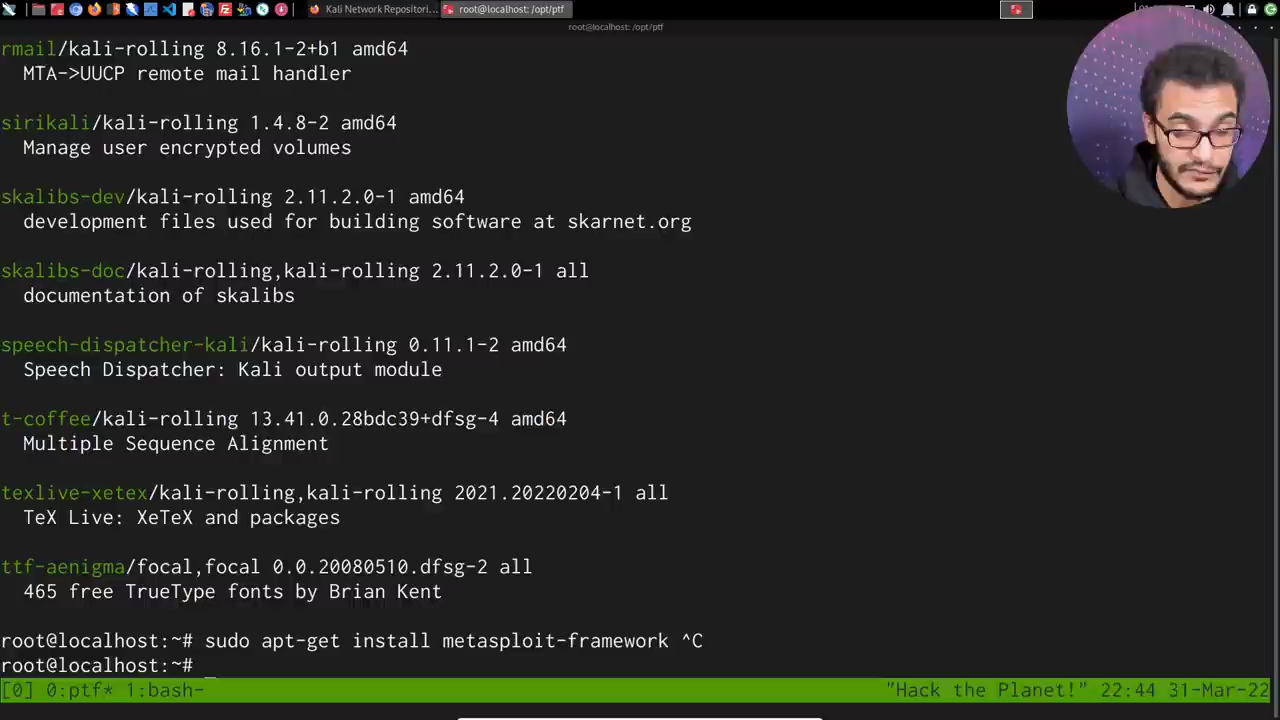 Kali Network Repositori...
root@localhost: /opt/ptf
root@localhost: /opt/ptf
rmail/kali-rolling 8.16.1-2+b1 amd64
MTA->UUCP remote mail handler
sirikali/kali-rolling 1.4.8-2 amd64
Manage user encrypted volumes
skalibs-dev/kali-rolling 2.11.2.0-1 amd64
development files used for building software at skarnet.org
skalibs-doc/kali-rolling,kali-rolling 2.11.2.0-1 all
documentation of skalibs
speech-dispatcher-kali/kali-rolling 0.11.1-2 amd64
Speech Dispatcher: Kali output module
t-coffee/kali-rolling 13.41.0.28bdc39+dfsg-4 amd64
Multiple Sequence Alignment
texlive-xetex/kali-rolling,kali-rolling 2021.20220204-1 all
TeX Live: XeTeX and packages
ttf-aenigma/focal,focal 0.0.20080510.dfsg-2 all
465 free TrueType fonts by Brian Kent
root@localhost:~# sudo apt-get install metasploit-framework ^C
root@localhost:~#
[0] 0:ptf* 1:bash- "Hack the Planet!" 22:44 31-Mar-22